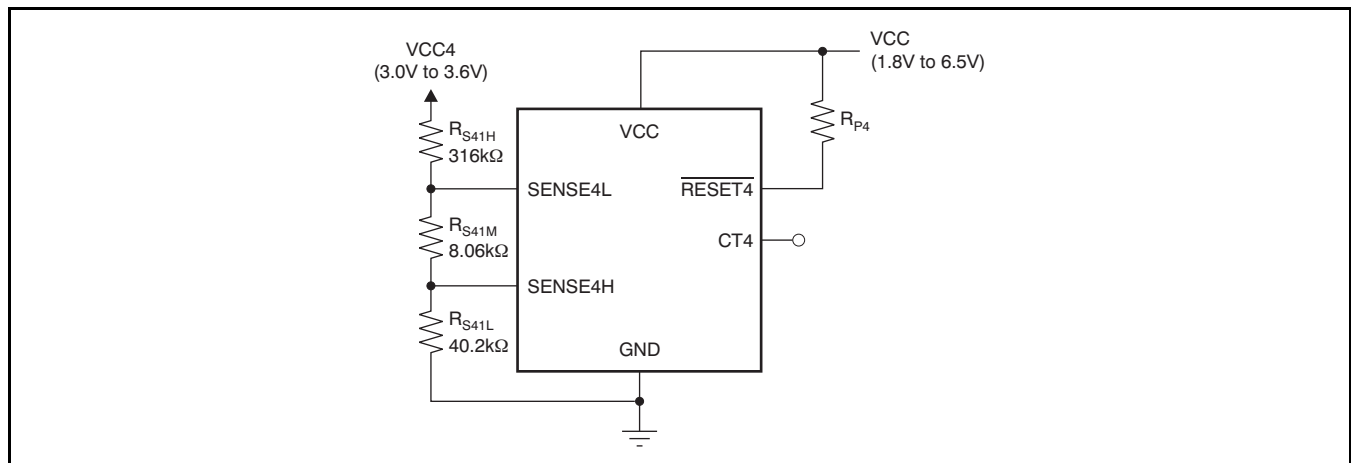 VCC4
(3.0V to 3.6V)
VCC
(1.8V to 6.5V)
RS41H
316kΩ
VCC
RP4
SENSE4L
RESET4
RS41M
8.06kΩ
CT4
SENSE4H
RS41L
40.2kΩ
GND